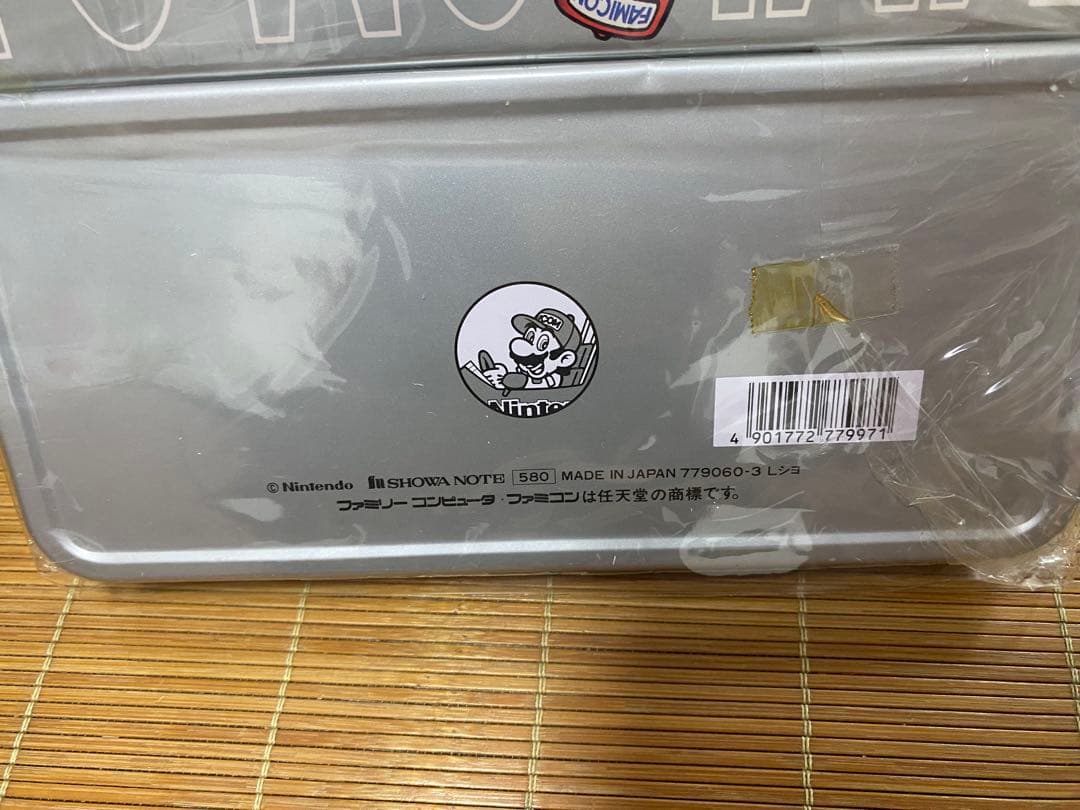 FAMICOM
COM
Ninte
4 901772 779971
© Nintendo SHOWA NOTE 580 MADE IN JAPAN 779060-3 Lショ
ファミリー コンピュータ・ファミコンは任天堂の商標です。